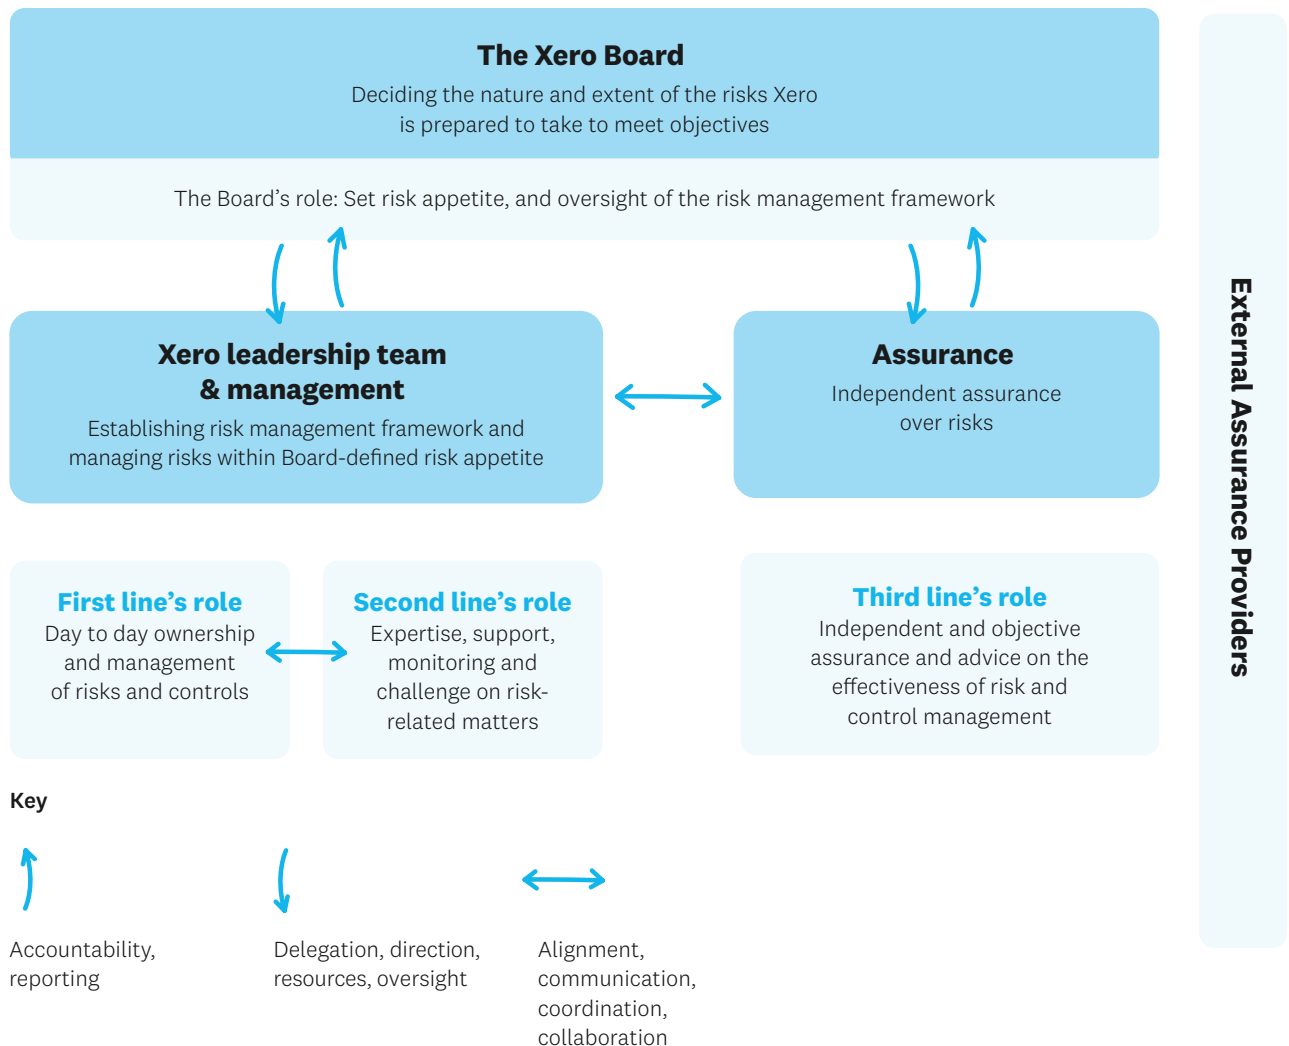 The Xero Board
Deciding the nature and extent of the risks Xero
is prepared to take to meet objectives
The Board’s role: Set risk appetite, and oversight of the risk management framework
Xero leadership team
& management
Establishing risk management framework and
managing risks within Board-defined risk appetite
Assurance
Independent assurance
over risks
First line’s role
Day to day ownership
and management
of risks and controls
Second line’s role
Expertise, support,
monitoring and
challenge on risk-
related matters
Third line’s role
Independent and objective
assurance and advice on the
effectiveness of risk and
control management
External Assurance Providers
Key
Accountability,
reporting
Delegation, direction,
resources, oversight
Alignment,
communication,
coordination,
collaboration